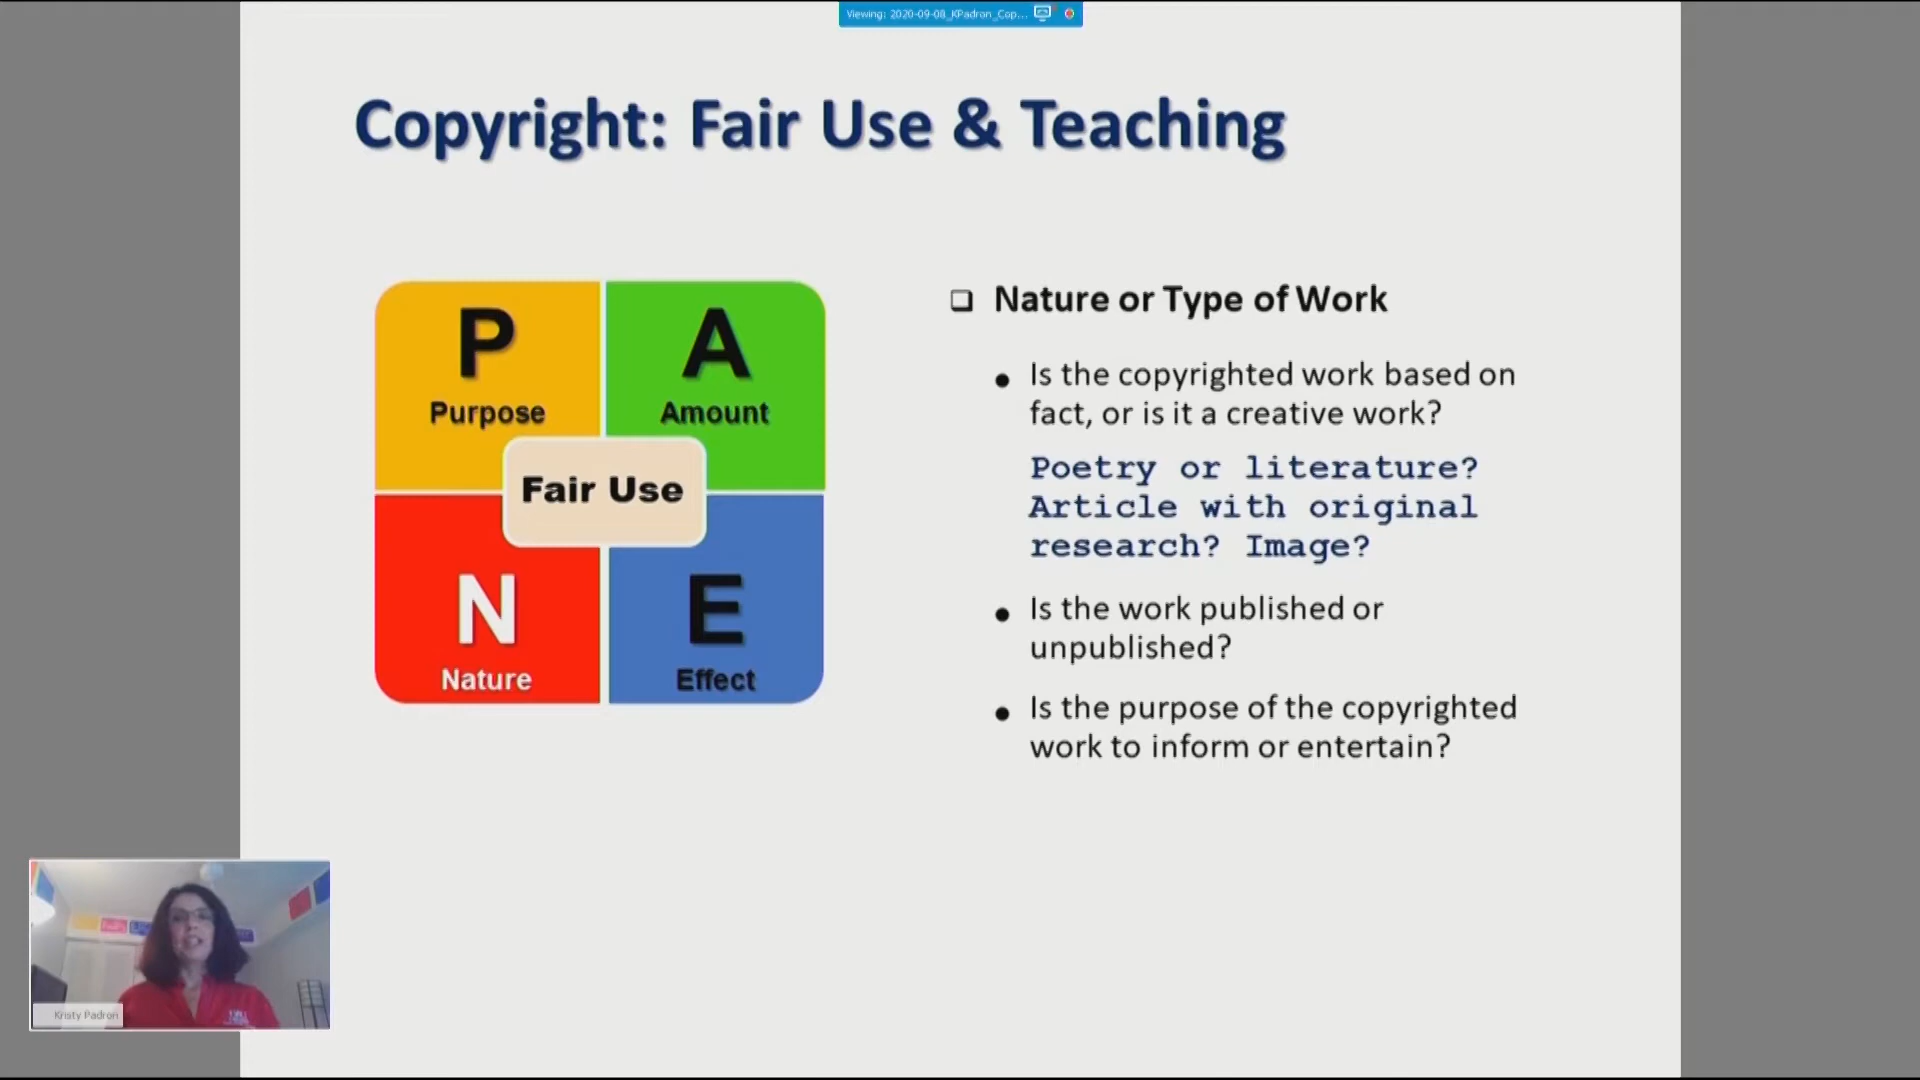 Viewing: 2020-09-08_KPadron_Cop...
Copyright: Fair Use & Teaching
P
Purpose
A
Amount
Fair Use
N
Nature
E
Effect
Nature or Type of Work
Is the copyrighted work based on
fact, or is it a creative work?
Poetry or literature?
Article with original
research? Image?
Is the work published or
unpublished?
Is the purpose of the copyrighted
work to inform or entertain?
Kristy Padron